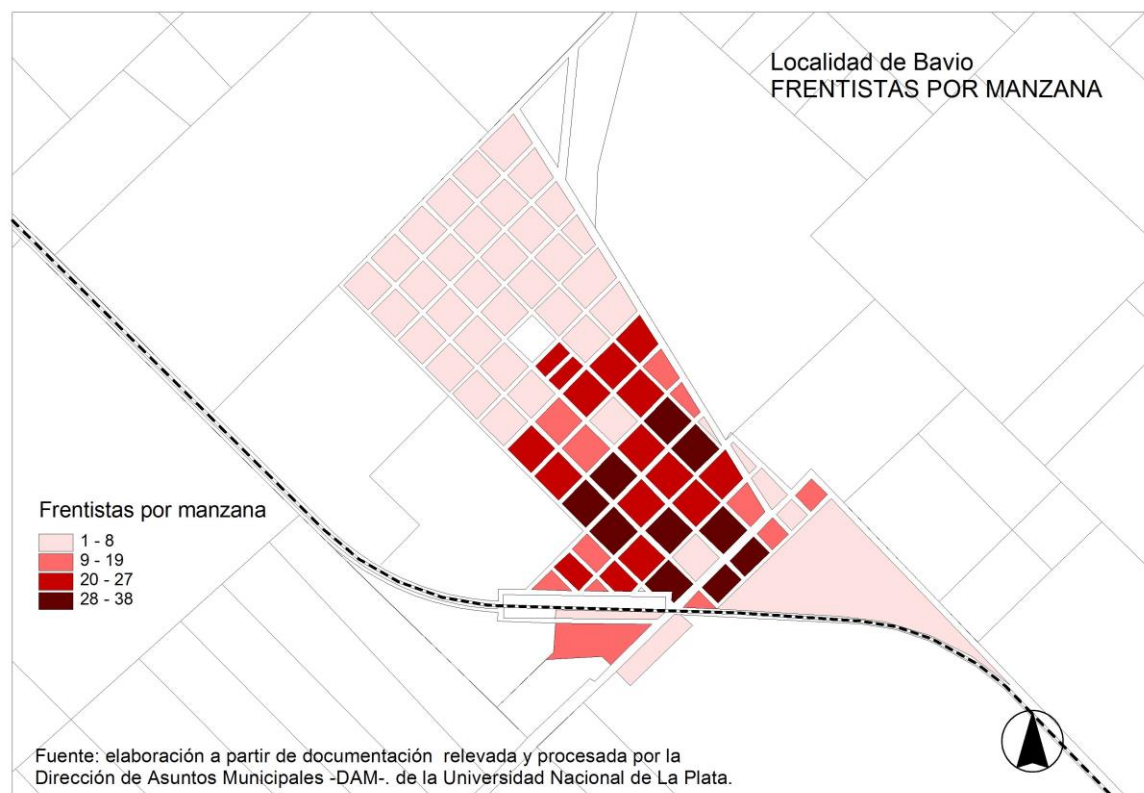 Localidad de Bavio
FRENTISTAS POR MANZANA
Frentistas por manzana
1 - 8
9 - 19
20 - 27
28 - 38
Fuente: elaboración a partir de documentación relevada y procesada por la
Dirección de Asuntos Municipales -DAM-. de la Universidad Nacional de La Plata.